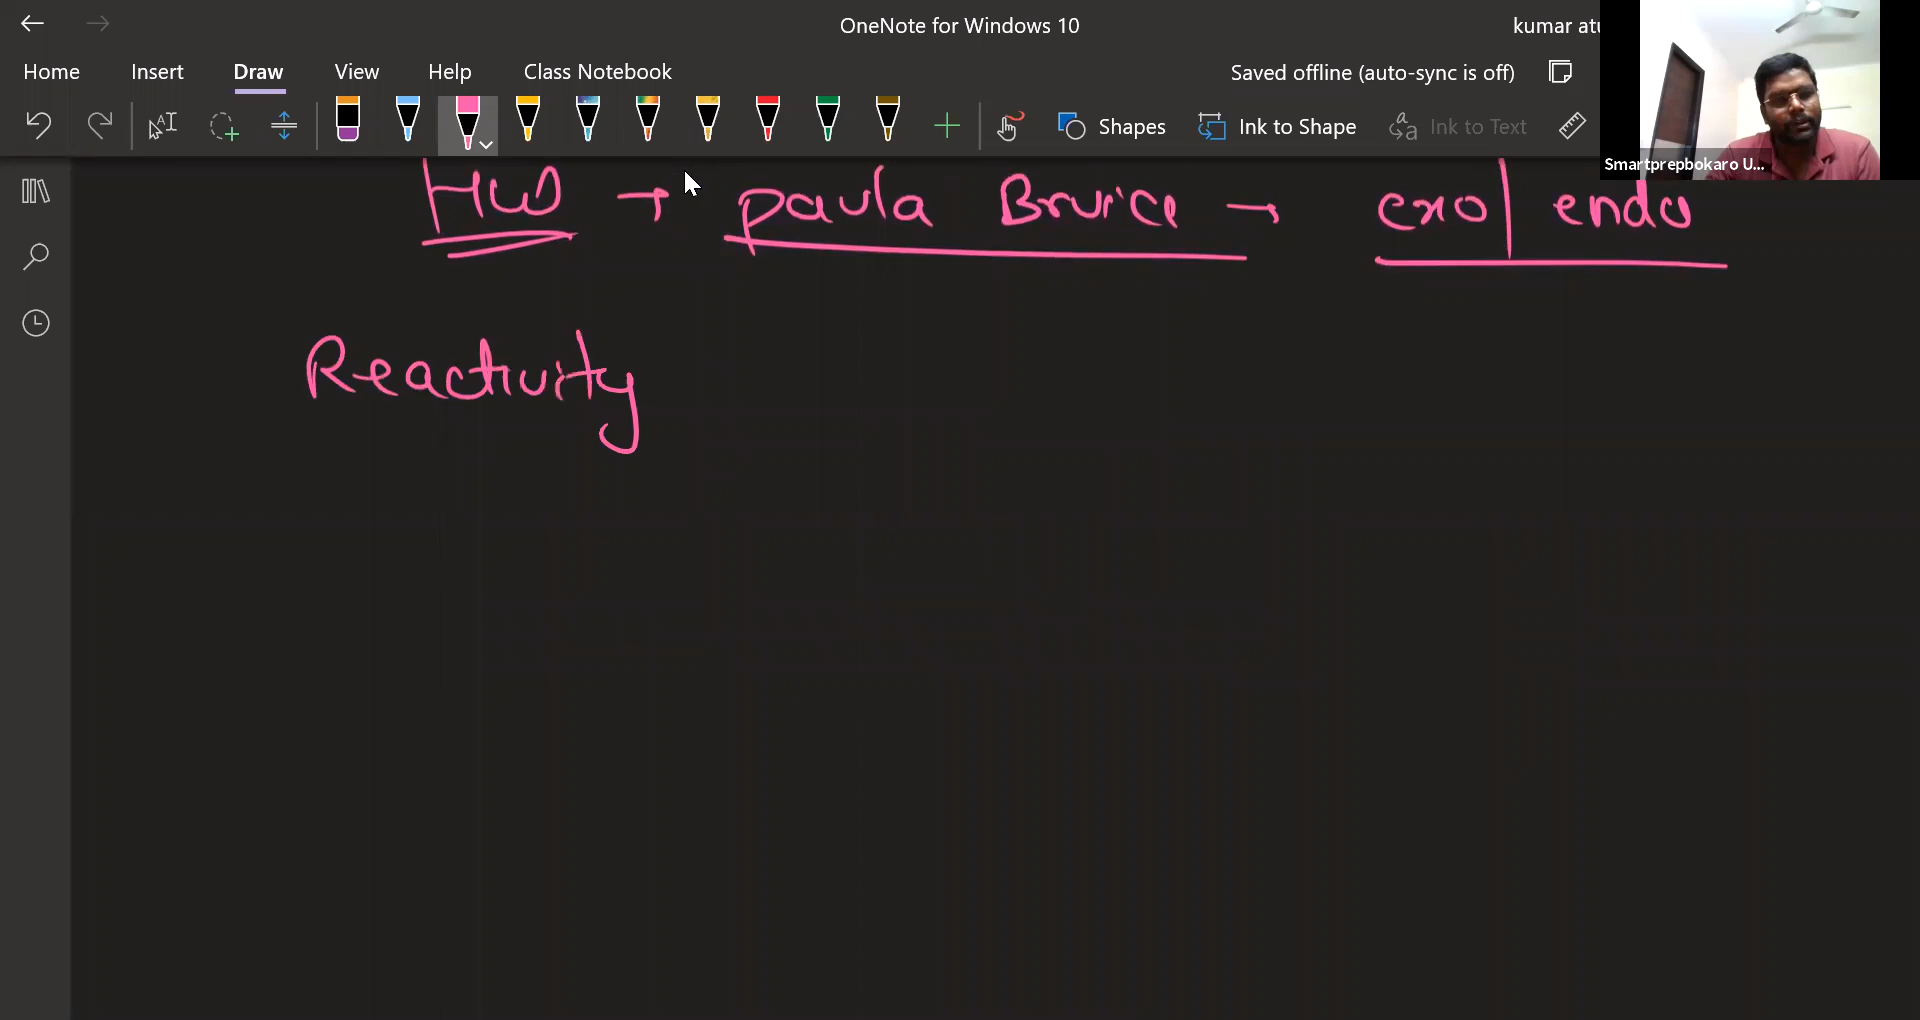 OneNote for Windows 10
kumar atu
Home Insert Draw View Help Class Notebook
Saved offline (auto-sync is off)
Shapes Ink to Shape Ink to Text
Smartprepbokaro U...
HW → paula Bruice → exo | endo
Reactivity